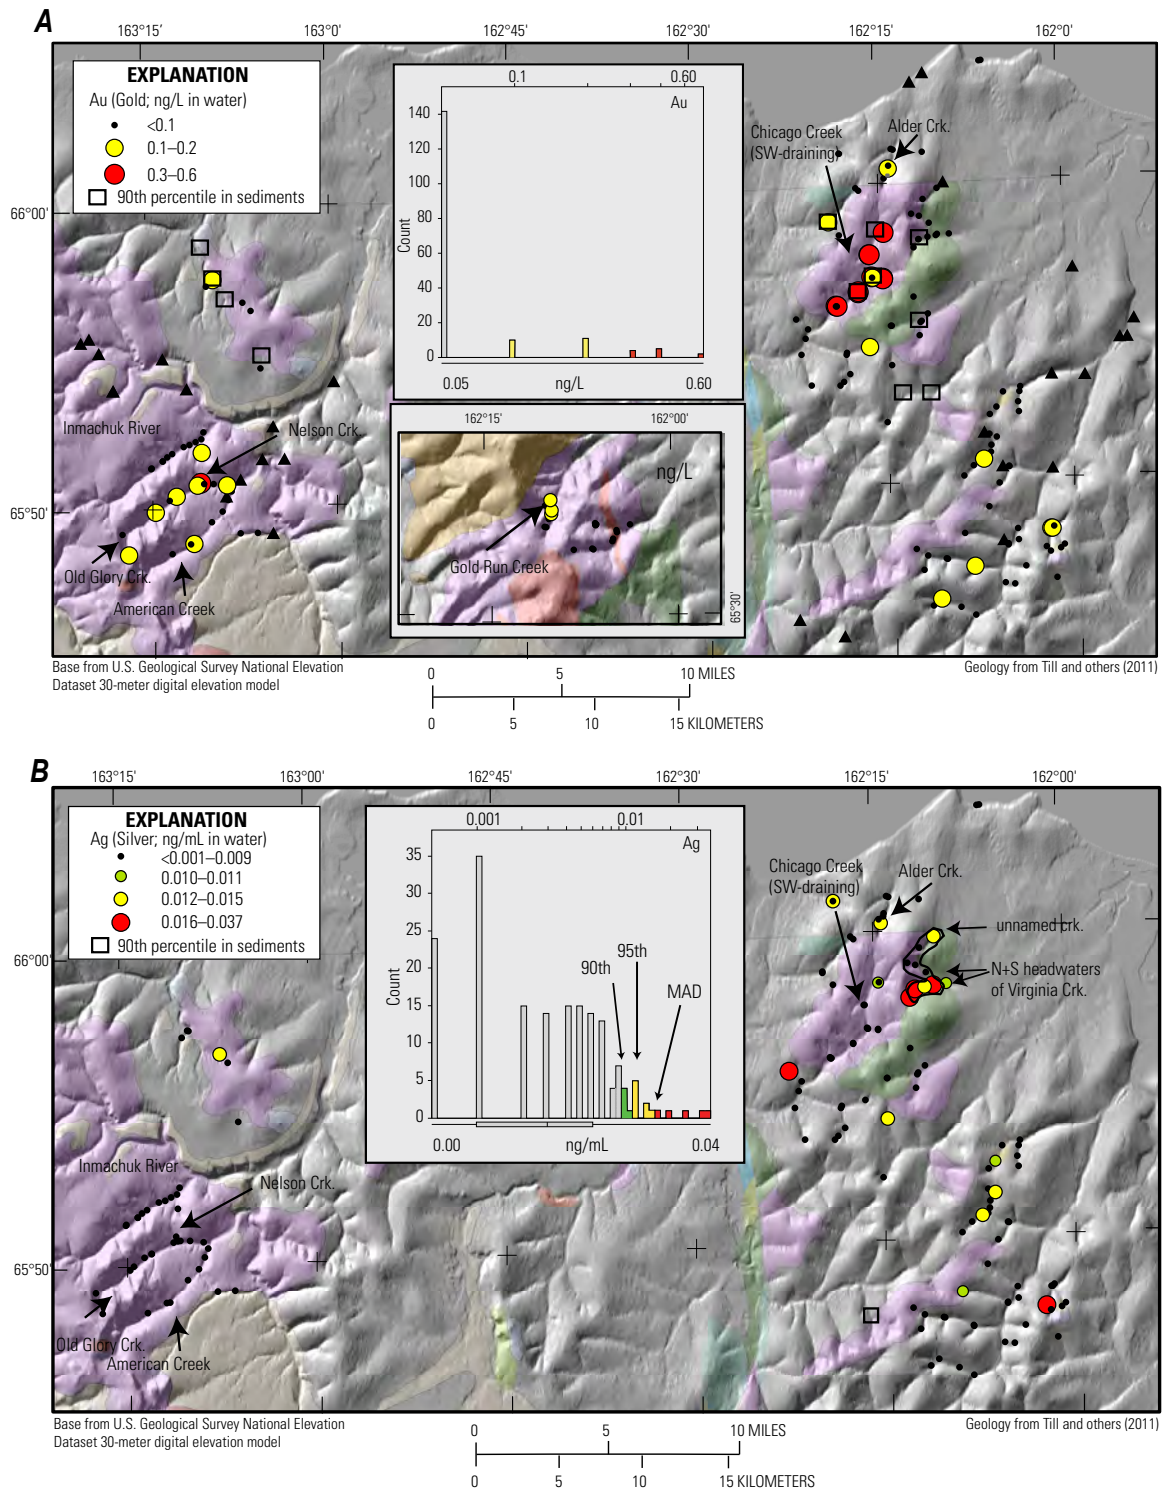 A
163°15'
163°0'
162°45'
162°30'
162°15'
162°0'
EXPLANATION
Au (Gold; ng/L in water)
<0.1
0.1–0.2
0.3–0.6
90th percentile in sediments
66°00'
65°50'
0.1
0.60
Au
140
120
100
80
60
40
20
0
Count
0.05
ng/L
0.60
162°15'
162°00'
ng/L
Gold Run Creek
65°30'
Chicago Creek
(SW-draining)
Alder Crk.
Inmachuk River
Nelson Crk.
Old Glory Crk.
American Creek
Base from U.S. Geological Survey National Elevation
Dataset 30-meter digital elevation model
Geology from Till and others (2011)
0
5
10 MILES
0
5
10
15 KILOMETERS
B
163°15'
163°00'
162°45'
162°30'
162°15'
162°00'
EXPLANATION
Ag (Silver; ng/mL in water)
<0.001–0.009
0.010–0.011
0.012–0.015
0.016–0.037
90th percentile in sediments
66°00'
65°50'
0.001
0.01
Ag
35
30
25
20
15
10
5
0
Count
90th
95th
MAD
0.00
ng/mL
0.04
Chicago Creek
(SW-draining)
Alder Crk.
unnamed crk.
N+S headwaters
of Virginia Crk.
Inmachuk River
Nelson Crk.
Old Glory Crk.
American Creek
Base from U.S. Geological Survey National Elevation
Dataset 30-meter digital elevation model
Geology from Till and others (2011)
0
5
10 MILES
0
5
10
15 KILOMETERS